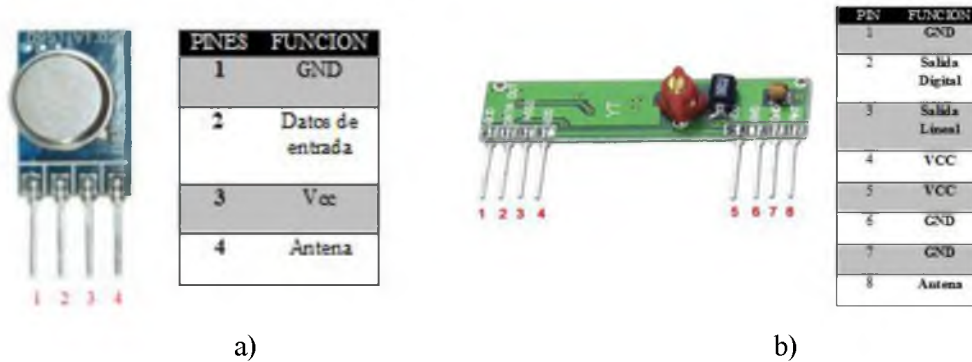 PINES FUNCION
1 GND
2 Datos de
entrada
3 Vcc
4 Antena
1 2 3 4
a)
YT
1 2 3 4
5 6 7 8
PIN FUNCION
1 GND
2 Salida
Digital
3 Salida
Lineal
4 VCC
5 VCC
6 GND
7 GND
8 Antena
b)